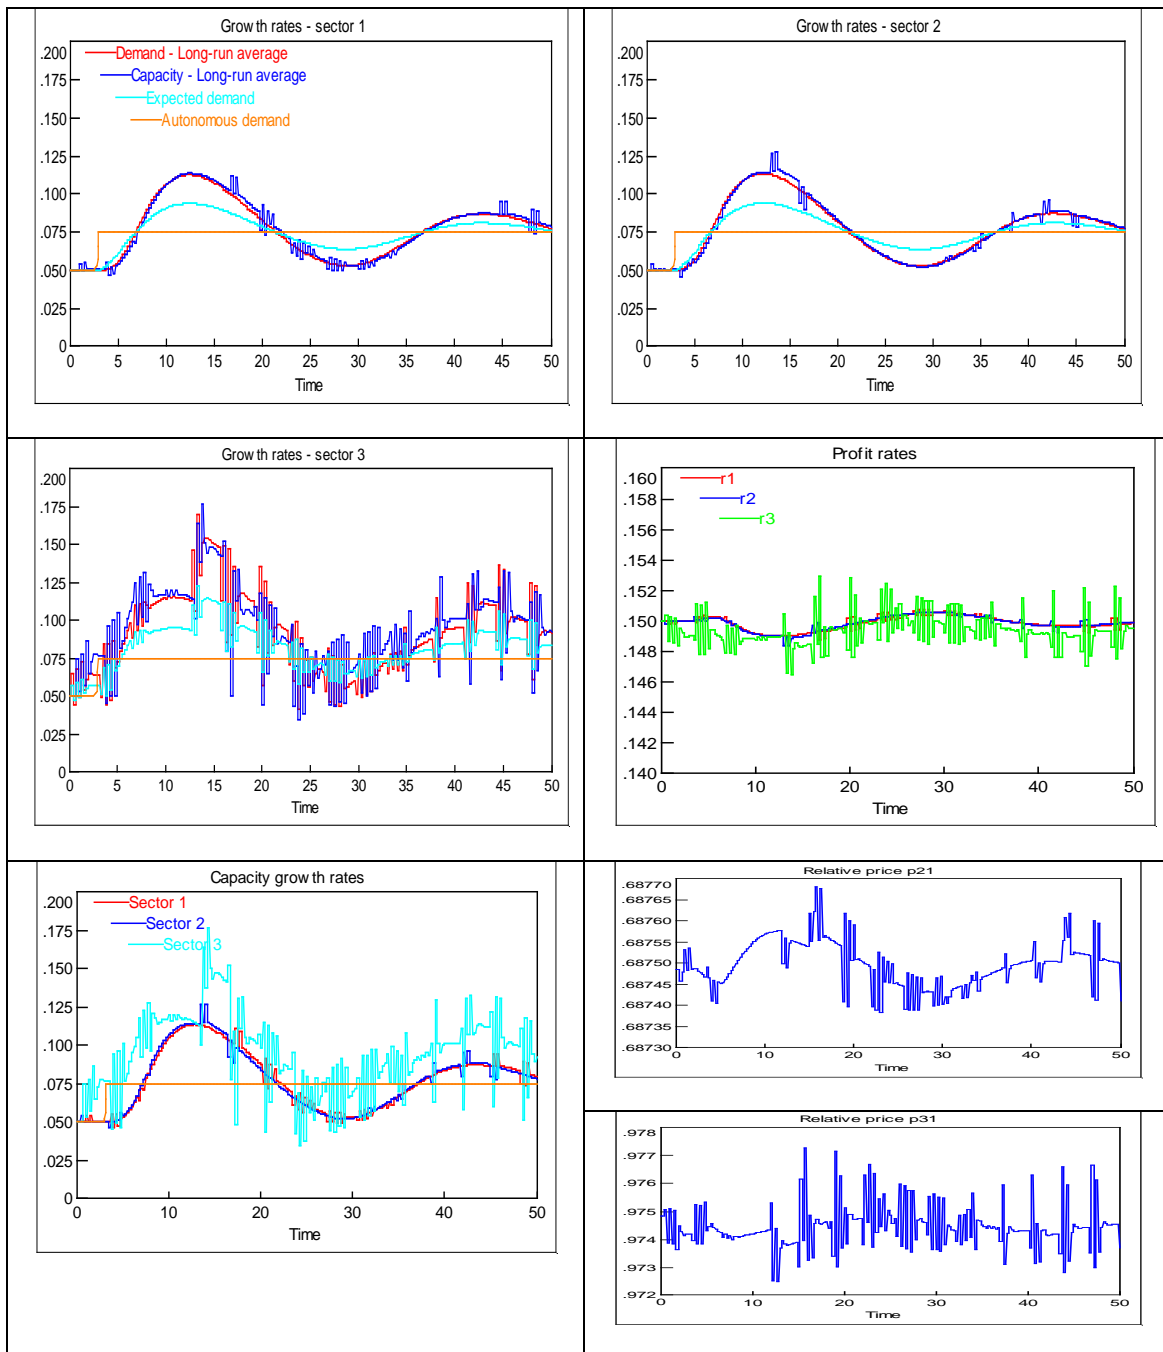 Growth rates - sector 1
.200
Demand - Long-run average
.175
Capacity - Long-run average
Expected demand
.150
Autonomous demand
.125
.100
.075
.050
.025
0
0 5 10 15 20 25 30 35 40 45 50
Time
Growth rates - sector 2
.200
.175
.150
.125
.100
.075
.050
.025
0
0 5 10 15 20 25 30 35 40 45 50
Time
Growth rates - sector 3
.200
.175
.150
.125
.100
.075
.050
.025
0
0 5 10 15 20 25 30 35 40 45 50
Time
Profit rates
.160
r1
.158
r2
.156
r3
.154
.152
.150
.148
.146
.144
.142
.140
0 10 20 30 40 50
Time
Capacity growth rates
.200
Sector 1
.175
Sector 2
Sector 3
.150
.125
.100
.075
.050
.025
0
0 10 20 30 40 50
Time
Relative price p21
.68770
.68765
.68760
.68755
.68750
.68745
.68740
.68735
.68730
0 10 20 30 40 50
Time
Relative price p31
.978
.977
.976
.975
.974
.973
.972
0 10 20 30 40 50
Time